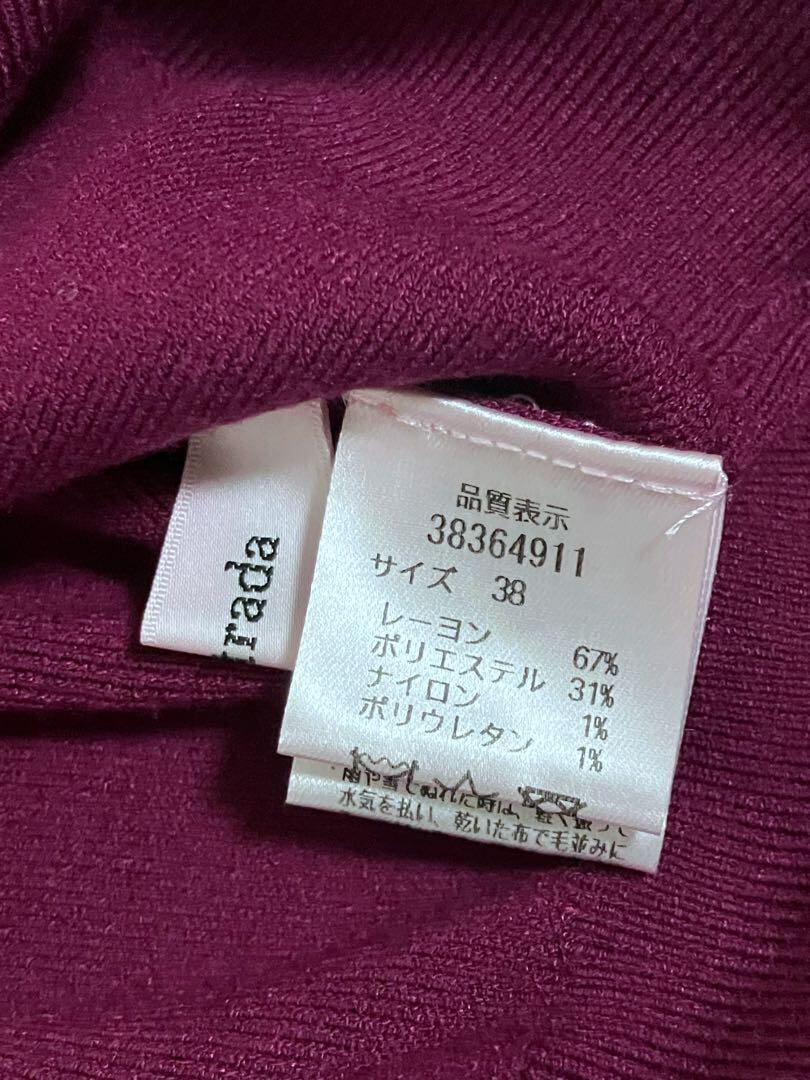 品質表示
38364911
サイズ 38
レーヨン 67%
ポリエステル 31%
ナイロン 1%
ポリウレタン 1%
水気を払い、乾いた布で毛並みに
rada